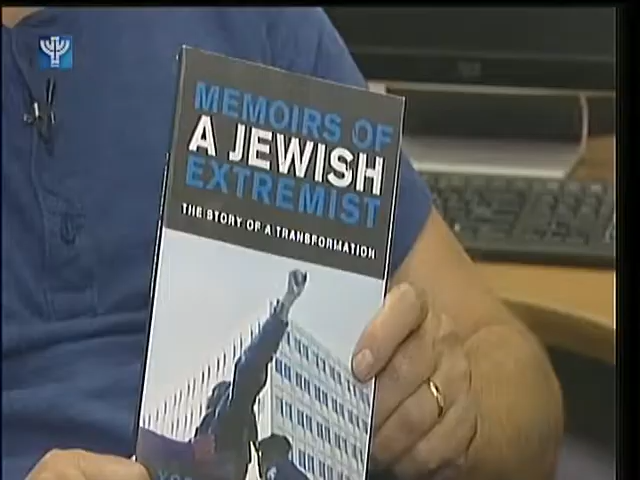 MEMOIRS OF
A JEWISH
EXTREMIST
THE STORY OF A TRANSFORMATION